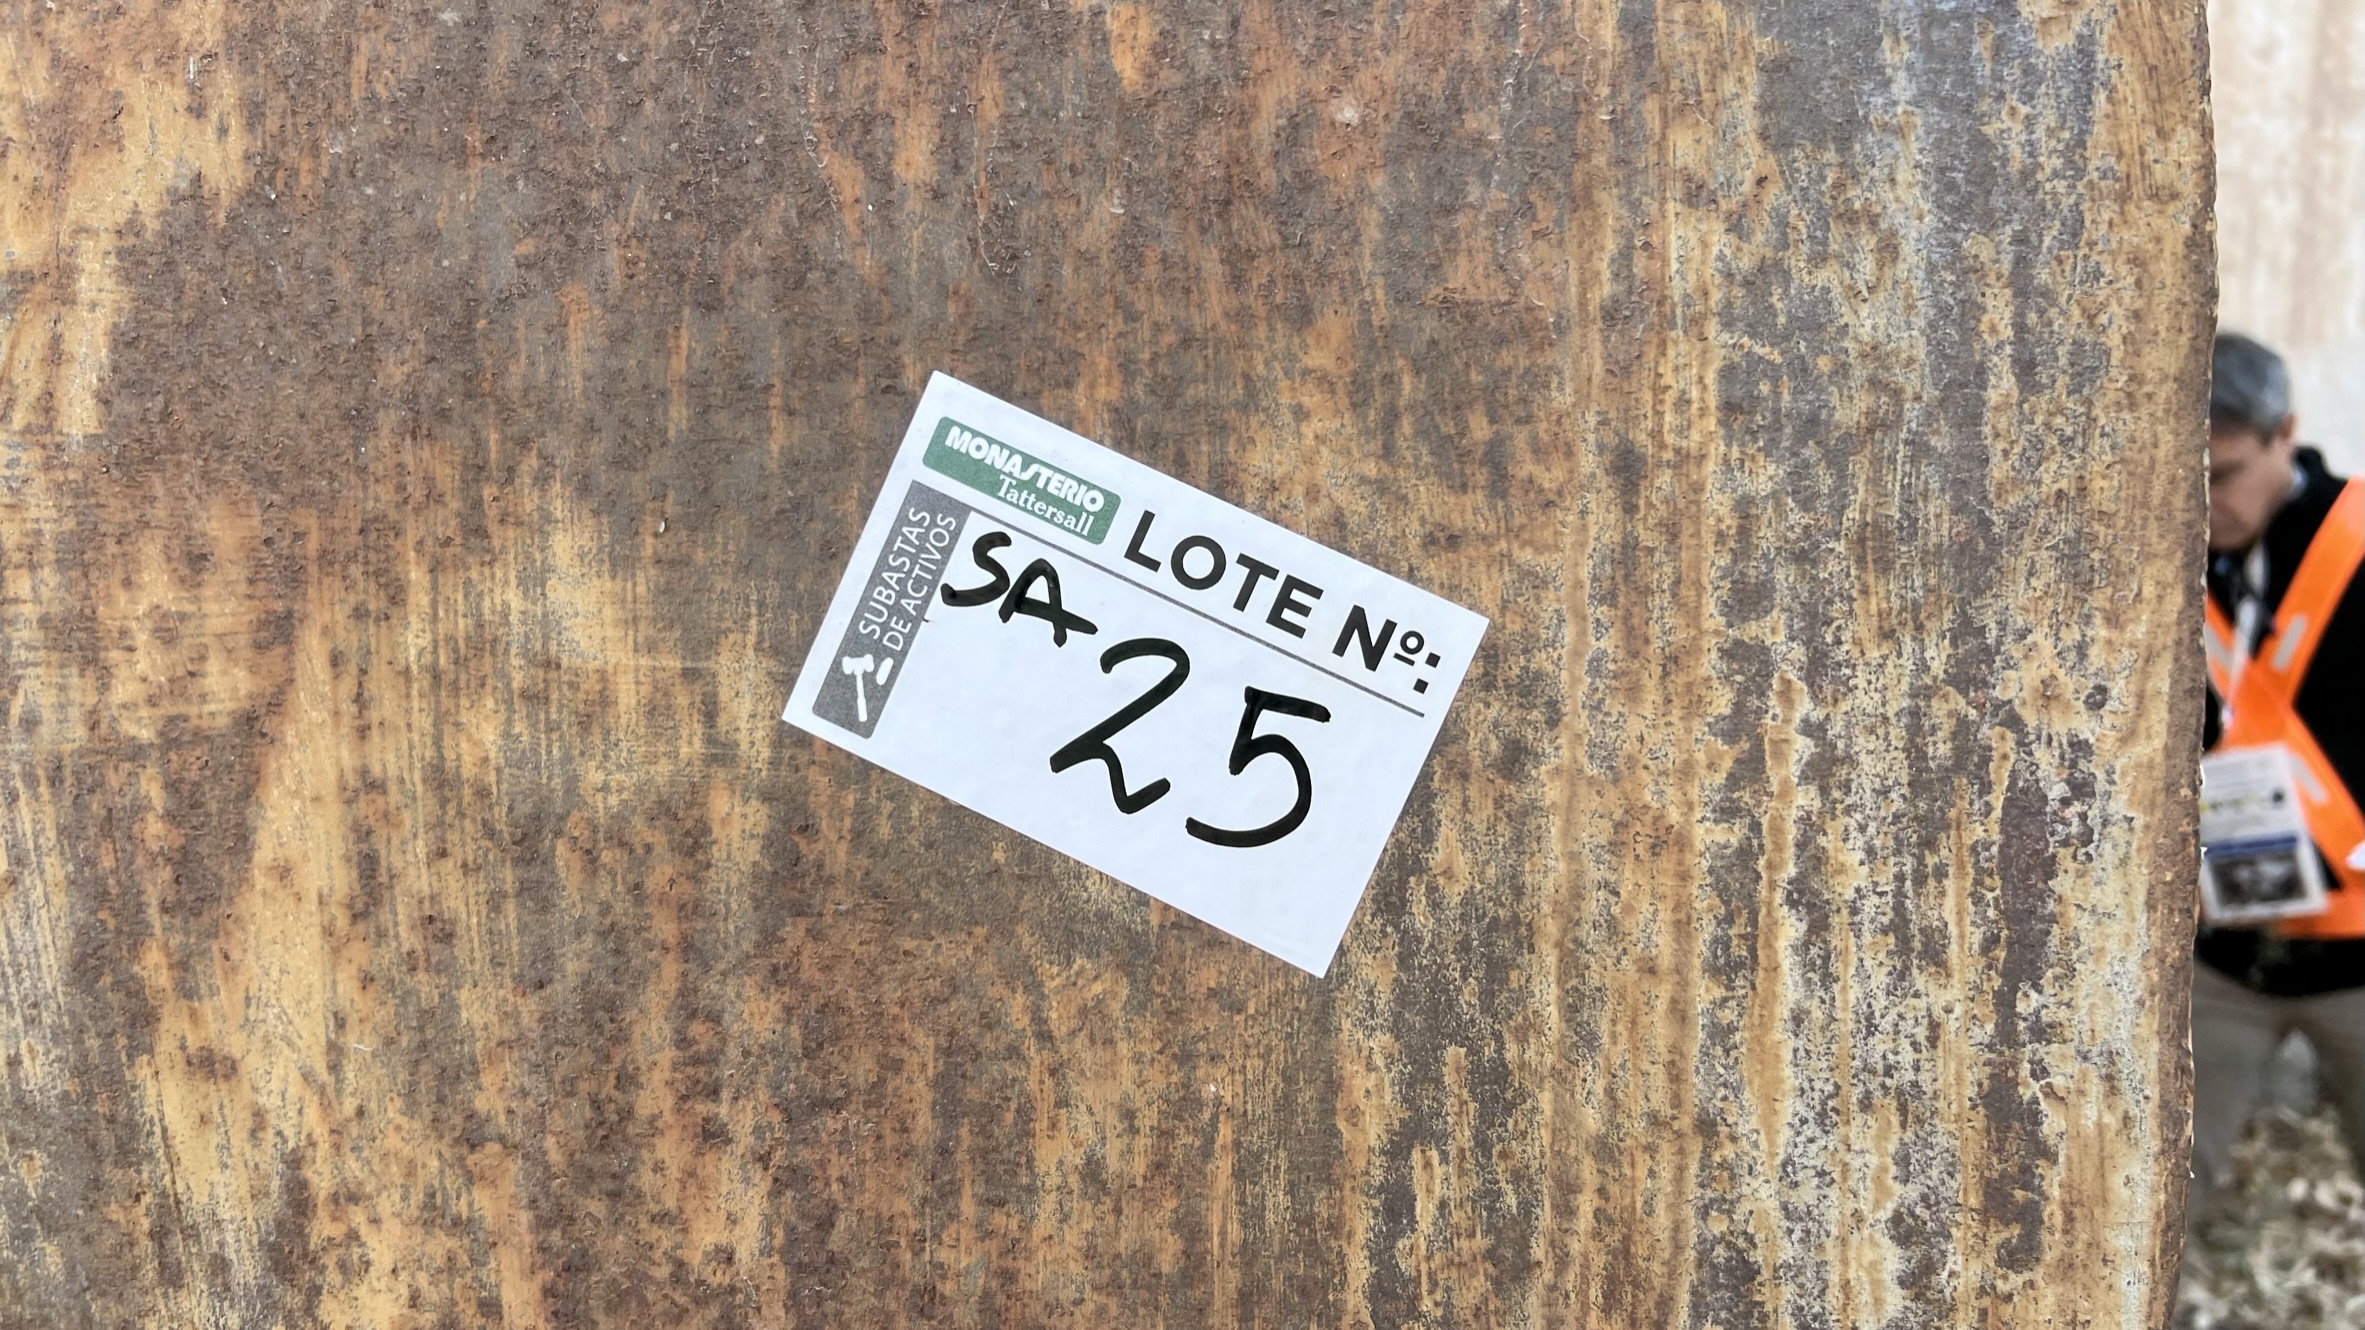 MONASTERIO
Tattersall
LOTE Nº:
SUBASTAS
DE ACTIVOS
SA
25